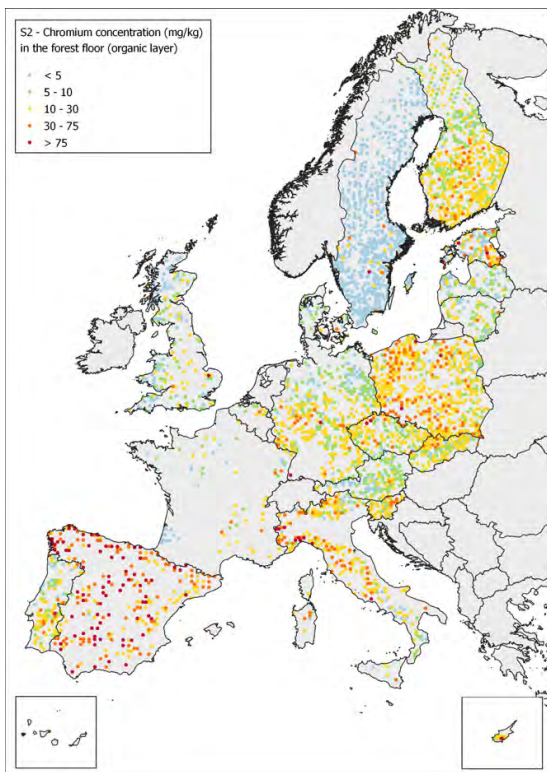 S2 - Chromium concentration (mg/kg)
in the forest floor (organic layer)
< 5
5 - 10
10 - 30
30 - 75
> 75